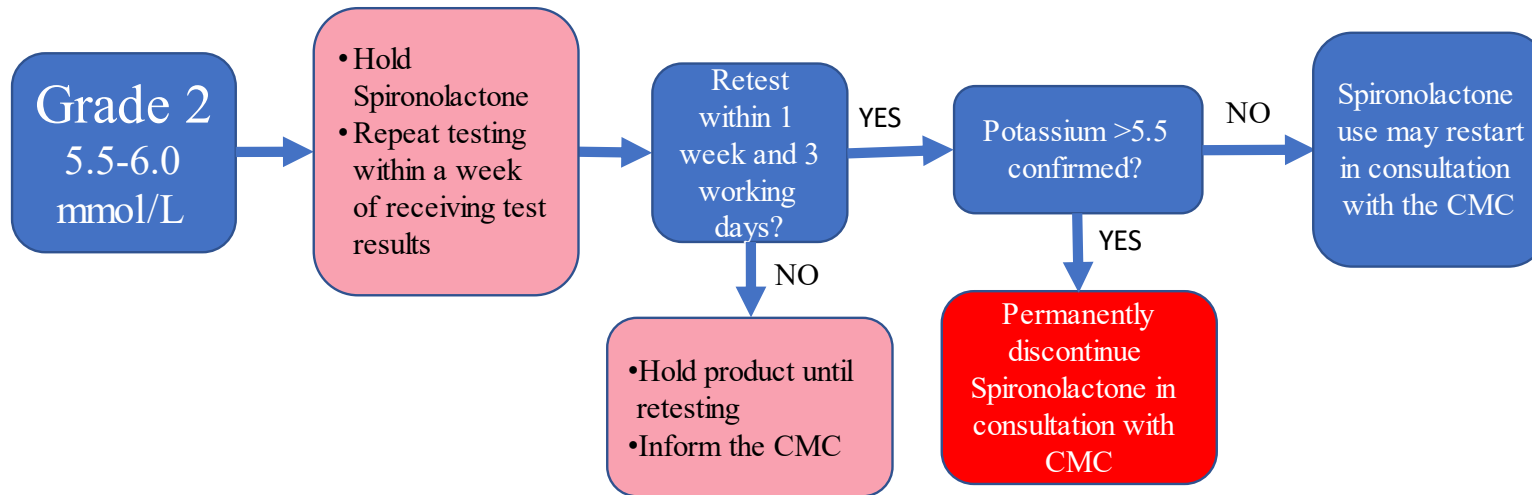 Grade 2
5.5-6.0
mmol/L
• Hold
Spironolactone
• Repeat testing
within a week
of receiving test
results
Retest
within 1
week and 3
working
days?
YES
NO
•Hold product until
retesting
•Inform the CMC
Potassium >5.5
confirmed?
NO
YES
Permanently
discontinue
Spironolactone in
consultation with
CMC
Spironolactone
use may restart
in consultation
with the CMC